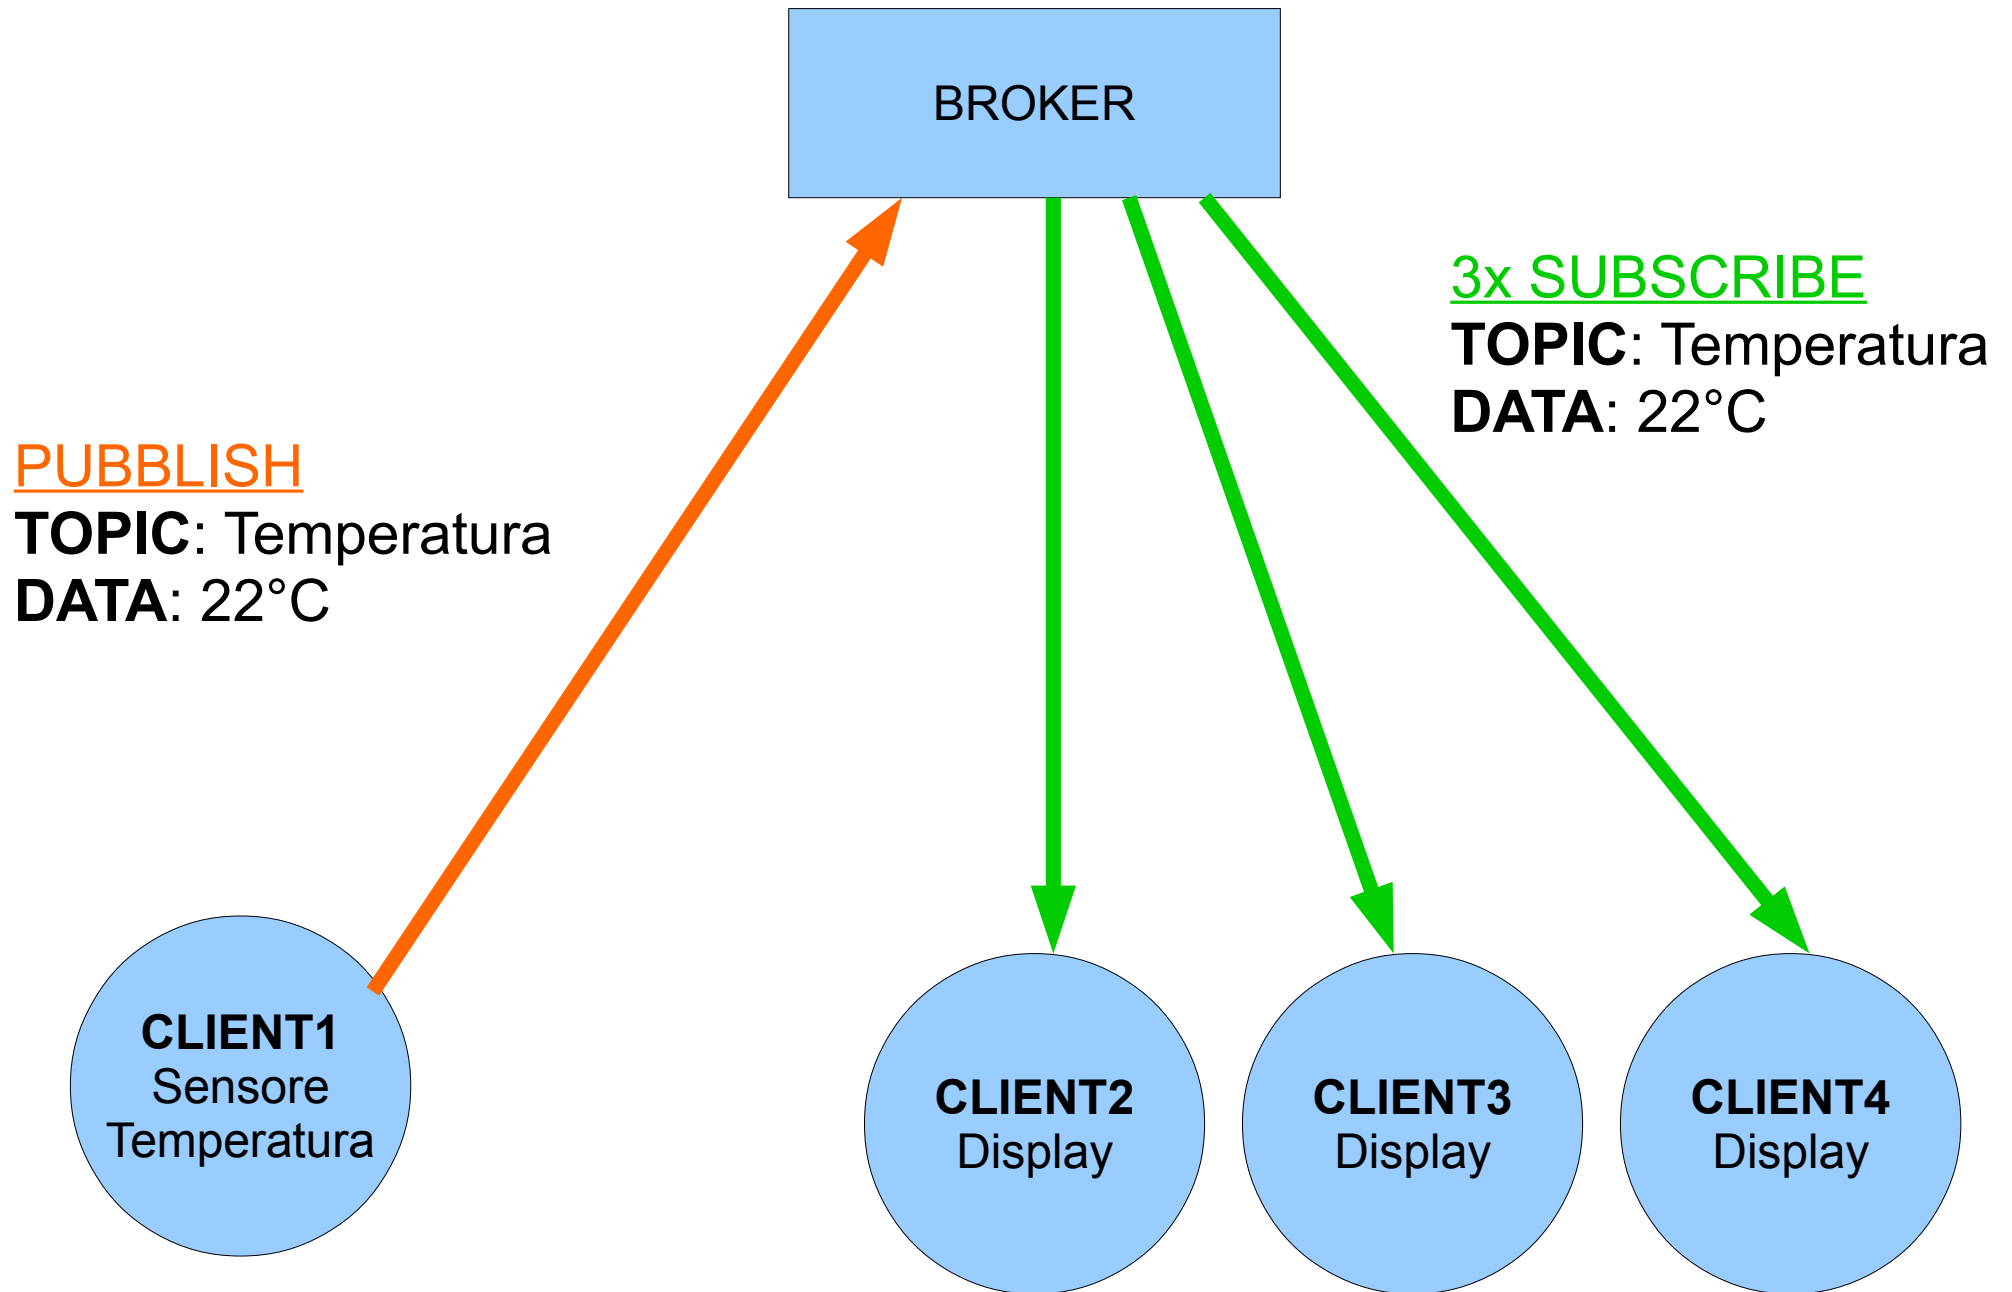 BROKER
3x SUBSCRIBE
TOPIC: Temperatura
DATA: 22°C
PUBBLISH
TOPIC: Temperatura
DATA: 22°C
CLIENT1
Sensore
Temperatura
CLIENT2
Display
CLIENT3
Display
CLIENT4
Display